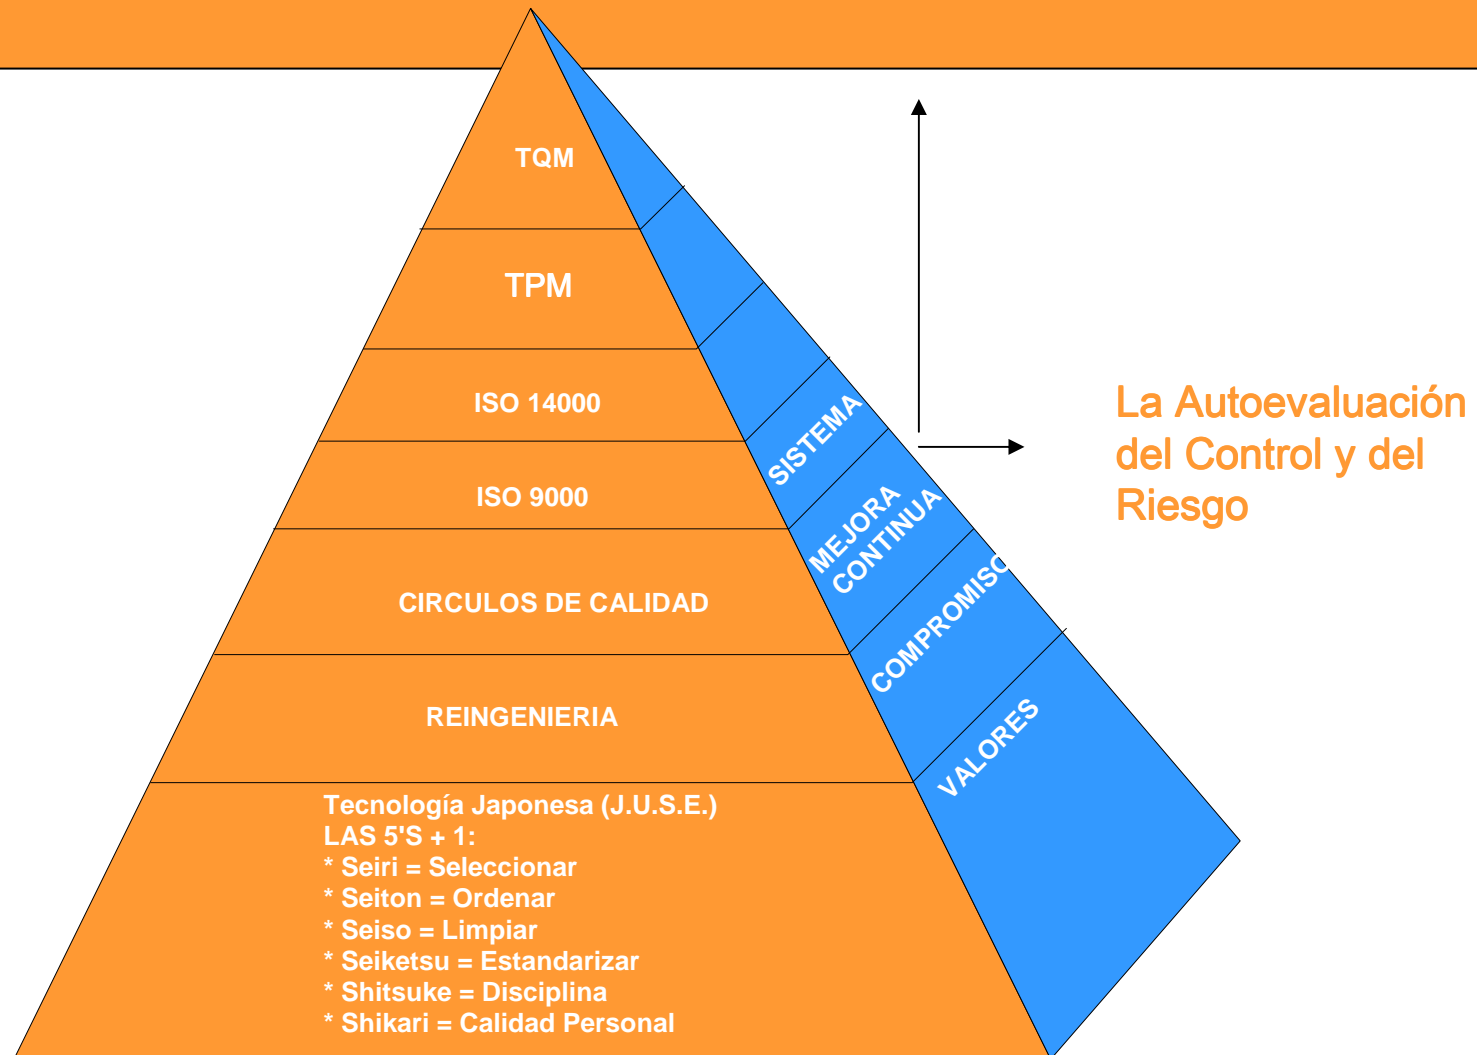 TQM
TPM
ISO 14000
ISO 9000
CIRCULOS DE CALIDAD
REINGENIERIA
Tecnología Japonesa (J.U.S.E.)
LAS 5'S + 1:
* Seiri = Seleccionar
* Seiton = Ordenar
* Seiso = Limpiar
* Seiketsu = Estandarizar
* Shitsuke = Disciplina
* Shikari = Calidad Personal
SISTEMA
MEJORA
CONTINUA
COMPROMISO
VALORES
La Autoevaluación
del Control y del
Riesgo